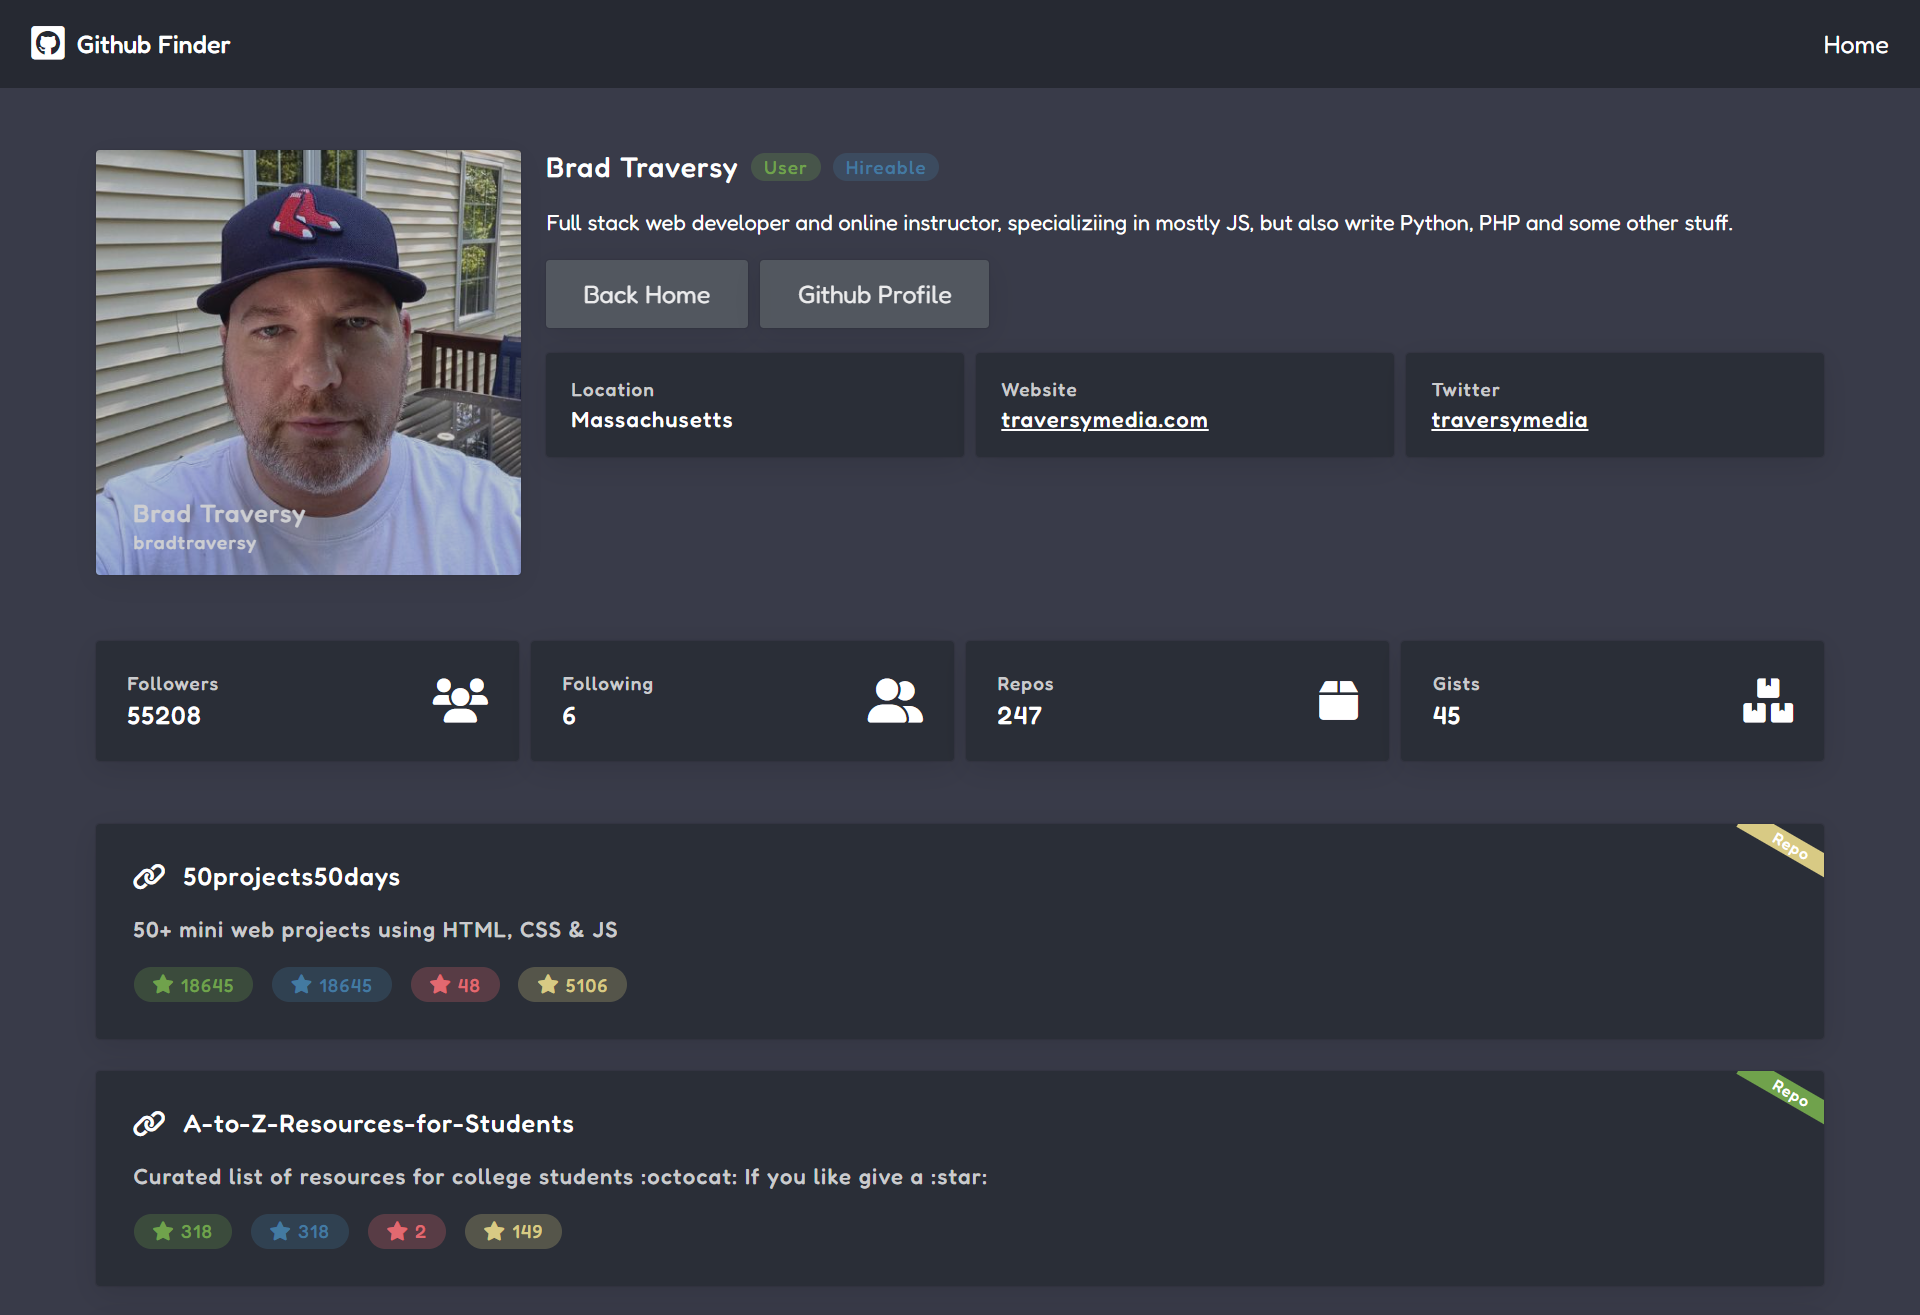 Github Finder
Home
Brad Traversy User Hireable
Full stack web developer and online instructor, specializiing in mostly JS, but also write Python, PHP and some other stuff.
Back Home
Github Profile
Location
Massachusetts
Website
traversymedia.com
Twitter
traversymedia
Brad Traversy
bradtraversy
Followers
55208
Following
6
Repos
247
Gists
45
Repo
50projects50days
50+ mini web projects using HTML, CSS & JS
18645 18645 48 5106
Repo
A-to-Z-Resources-for-Students
Curated list of resources for college students :octocat: If you like give a :star:
318 318 2 149